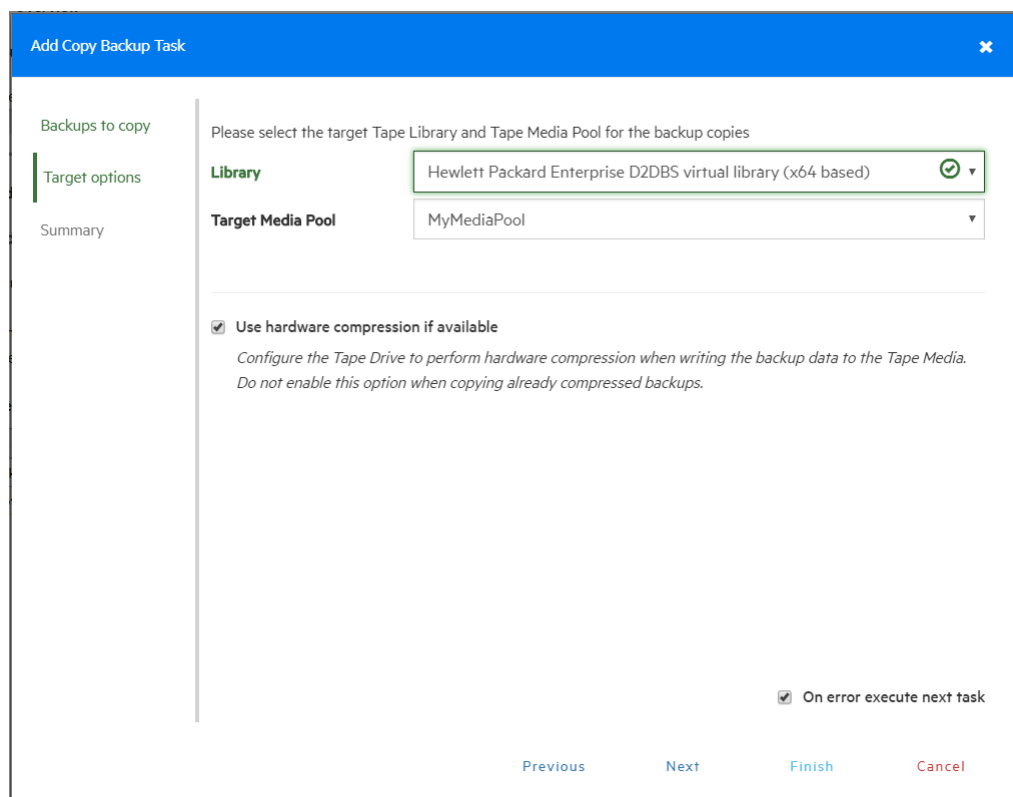 Add Copy Backup Task
Backups to copy
Target options
Summary
Please select the target Tape Library and Tape Media Pool for the backup copies
Library
Hewlett Packard Enterprise D2DBS virtual library (x64 based)
Target Media Pool
MyMediaPool
Use hardware compression if available
Configure the Tape Drive to perform hardware compression when writing the backup data to the Tape Media.
Do not enable this option when copying already compressed backups.
On error execute next task
Previous Next Finish Cancel